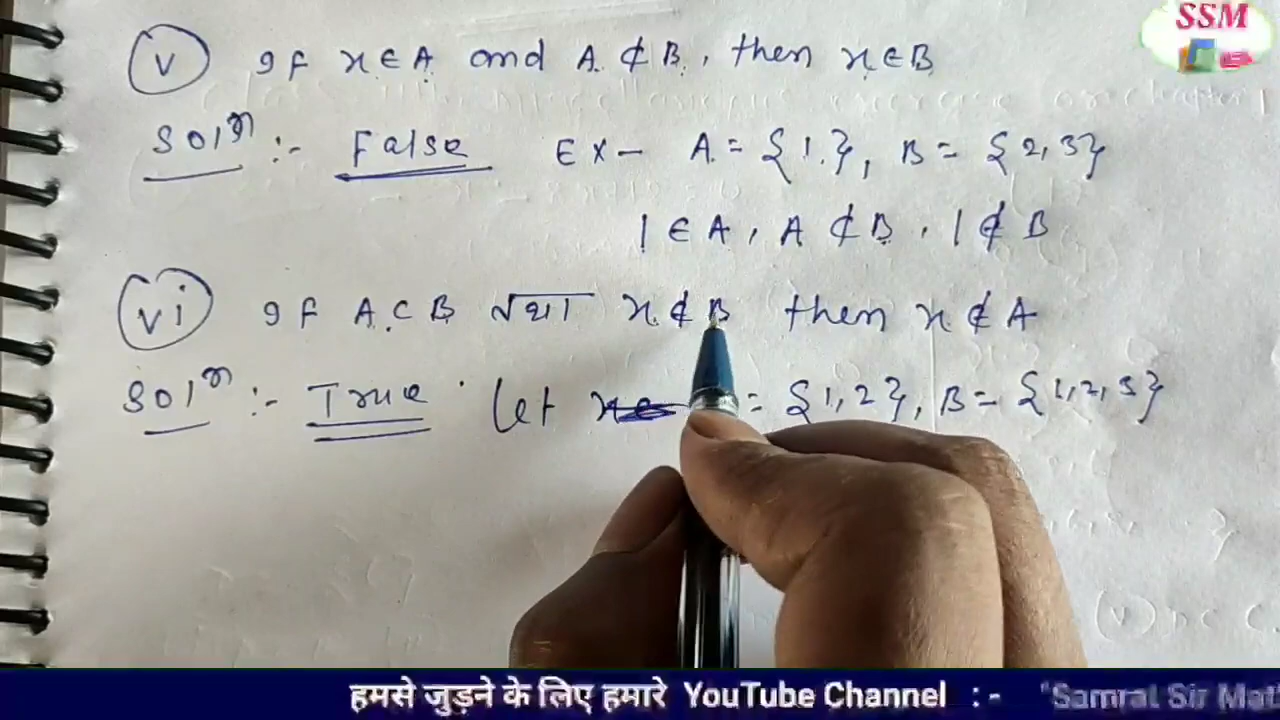 SSM
(v) If x ∈ A and A ⊄ B, then x ∈ B
Solⁿ :- False Ex - A = {1}, B = {2, 3}
1 ∈ A, A ⊄ B, 1 ∉ B
(vi) If A ⊂ B तथा x ∉ B then x ∉ A
Solⁿ :- True Let = {1, 2}, B = {1, 2, 3}
हमसे जुड़ने के लिए हमारे YouTube Channel :- "Samrat Sir Mat